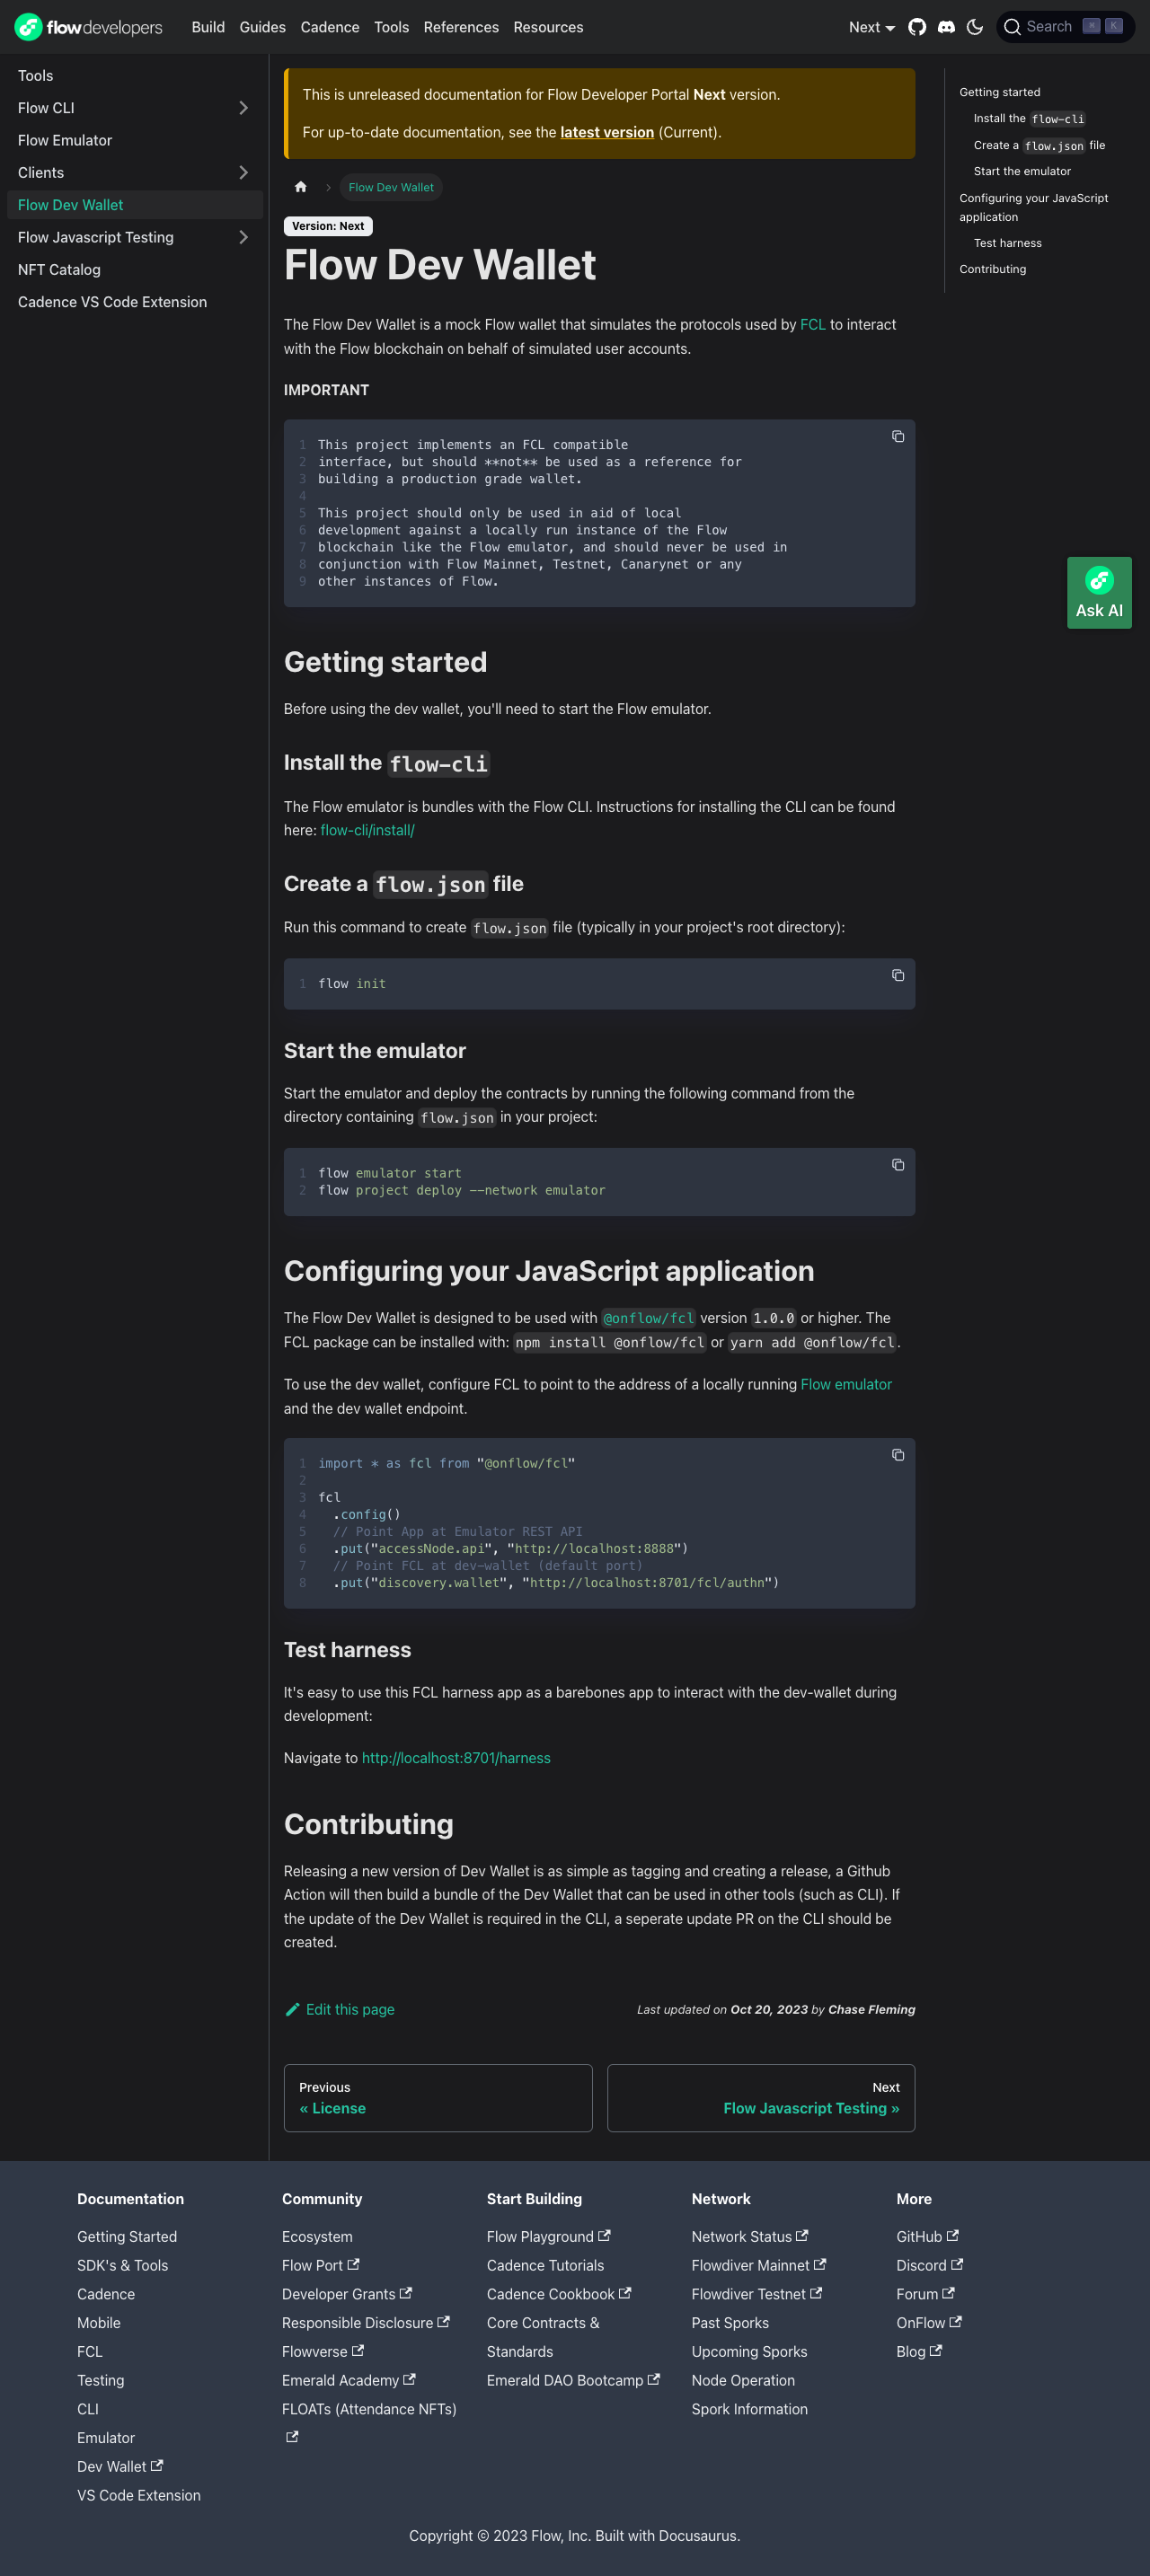 flow developers
Build Guides Cadence Tools References Resources
Next
Search ⌘ K
Tools
Flow CLI
Flow Emulator
Clients
Flow Dev Wallet
Flow Javascript Testing
NFT Catalog
Cadence VS Code Extension
This is unreleased documentation for Flow Developer Portal Next version.
For up-to-date documentation, see the latest version (Current).
Flow Dev Wallet
Version: Next
Flow Dev Wallet
The Flow Dev Wallet is a mock Flow wallet that simulates the protocols used by FCL to interact
with the Flow blockchain on behalf of simulated user accounts.
IMPORTANT
1 This project implements an FCL compatible
2 interface, but should **not** be used as a reference for
3 building a production grade wallet.
4
5 This project should only be used in aid of local
6 development against a locally run instance of the Flow
7 blockchain like the Flow emulator, and should never be used in
8 conjunction with Flow Mainnet, Testnet, Canarynet or any
9 other instances of Flow.
Getting started
Before using the dev wallet, you'll need to start the Flow emulator.
Install the flow-cli
The Flow emulator is bundles with the Flow CLI. Instructions for installing the CLI can be found
here: flow-cli/install/
Create a flow.json file
Run this command to create flow.json file (typically in your project's root directory):
1 flow init
Start the emulator
Start the emulator and deploy the contracts by running the following command from the
directory containing flow.json in your project:
1 flow emulator start
2 flow project deploy --network emulator
Configuring your JavaScript application
The Flow Dev Wallet is designed to be used with @onflow/fcl version 1.0.0 or higher. The
FCL package can be installed with: npm install @onflow/fcl or yarn add @onflow/fcl.
To use the dev wallet, configure FCL to point to the address of a locally running Flow emulator
and the dev wallet endpoint.
1 import * as fcl from "@onflow/fcl"
2
3 fcl
4 .config()
5 // Point App at Emulator REST API
6 .put("accessNode.api", "http://localhost:8888")
7 // Point FCL at dev-wallet (default port)
8 .put("discovery.wallet", "http://localhost:8701/fcl/authn")
Test harness
It's easy to use this FCL harness app as a barebones app to interact with the dev-wallet during
development:
Navigate to http://localhost:8701/harness
Contributing
Releasing a new version of Dev Wallet is as simple as tagging and creating a release, a Github
Action will then build a bundle of the Dev Wallet that can be used in other tools (such as CLI). If
the update of the Dev Wallet is required in the CLI, a seperate update PR on the CLI should be
created.
Edit this page
Last updated on Oct 20, 2023 by Chase Fleming
Previous
« License
Next
Flow Javascript Testing »
Getting started
Install the flow-cli
Create a flow.json file
Start the emulator
Configuring your JavaScript
application
Test harness
Contributing
Ask AI
Documentation
Getting Started
SDK's & Tools
Cadence
Mobile
FCL
Testing
CLI
Emulator
Dev Wallet
VS Code Extension
Community
Ecosystem
Flow Port
Developer Grants
Responsible Disclosure
Flowverse
Emerald Academy
FLOATs (Attendance NFTs)
Start Building
Flow Playground
Cadence Tutorials
Cadence Cookbook
Core Contracts &
Standards
Emerald DAO Bootcamp
Network
Network Status
Flowdiver Mainnet
Flowdiver Testnet
Past Sporks
Upcoming Sporks
Node Operation
Spork Information
More
GitHub
Discord
Forum
OnFlow
Blog
Copyright © 2023 Flow, Inc. Built with Docusaurus.